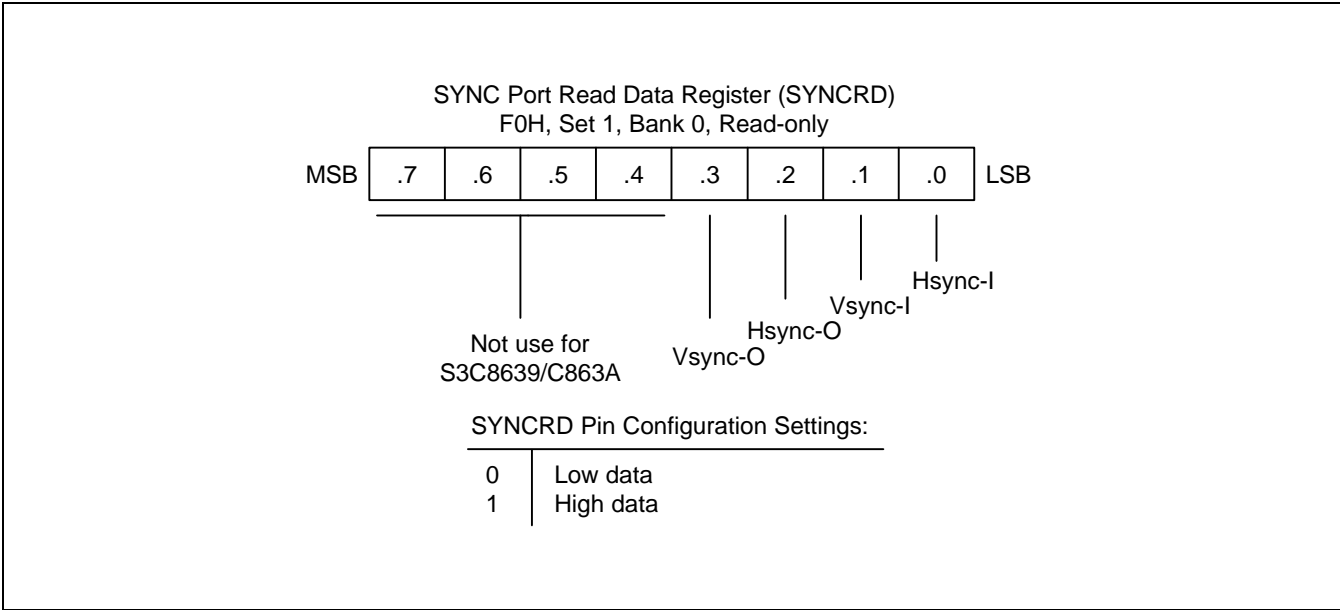 SYNC Port Read Data Register (SYNCRD)
F0H, Set 1, Bank 0, Read-only
MSB .7 .6 .5 .4 .3 .2 .1 .0 LSB
Hsync-I
Vsync-I
Hsync-O
Vsync-O
Not use for
S3C8639/C863A
SYNCRD Pin Configuration Settings:
0 Low data
1 High data